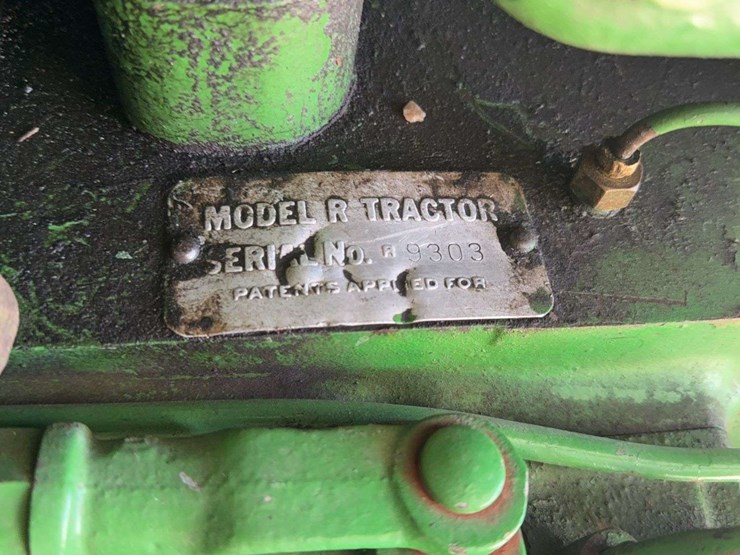 MODEL R TRACTOR
SERIAL No. R 9303
PATENTS APPLIED FOR